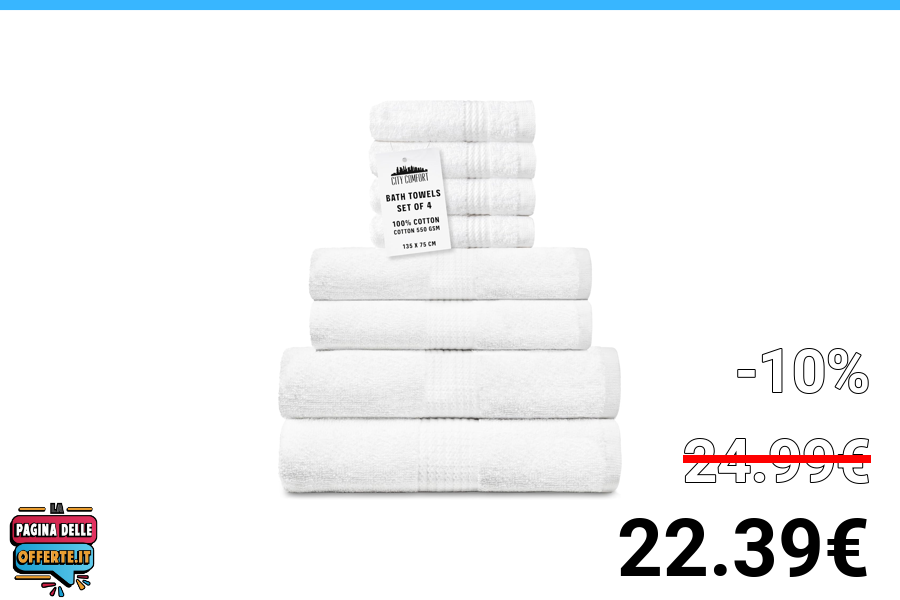 CITY COMFORT
BATH TOWELS
SET OF 4
100% COTTON
COTTON 550 GSM
135 X 75 CM
-10%
24.99€
22.39€
LA
PAGINA DELLE
OFFERTE.IT